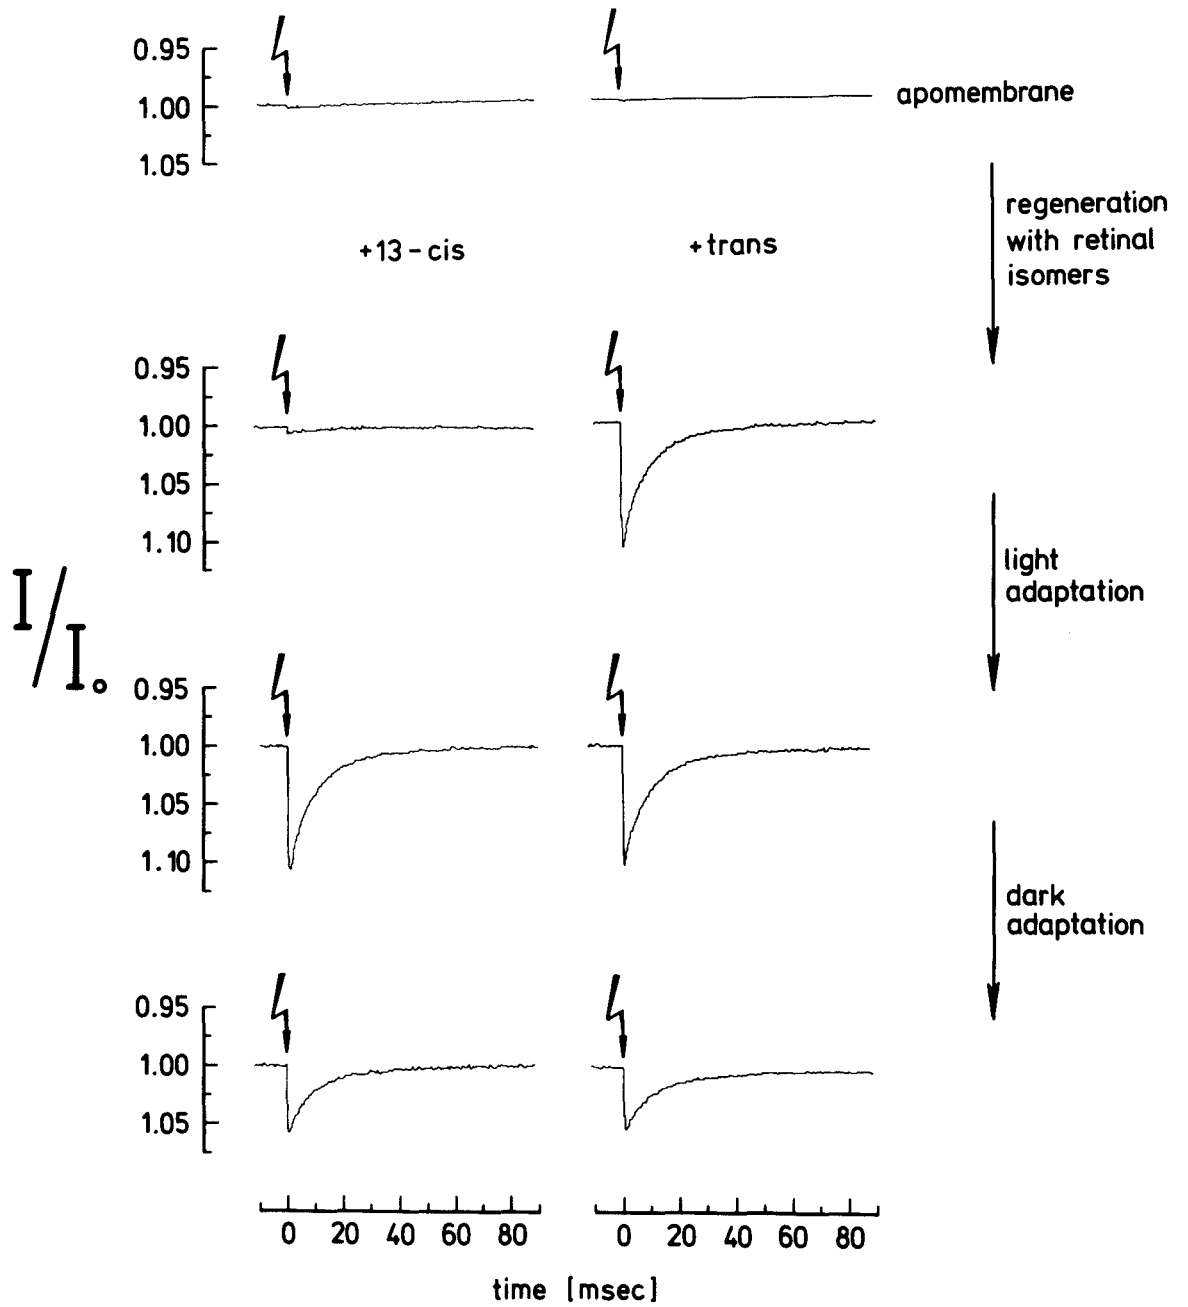 0.95
1.00
1.05
apomembrane
+13-cis
+trans
regeneration
with retinal
isomers
0.95
1.00
1.05
1.10
light
adaptation
I/I₀
0.95
1.00
1.05
1.10
dark
adaptation
0.95
1.00
1.05
0 20 40 60 80
0 20 40 60 80
time [msec]